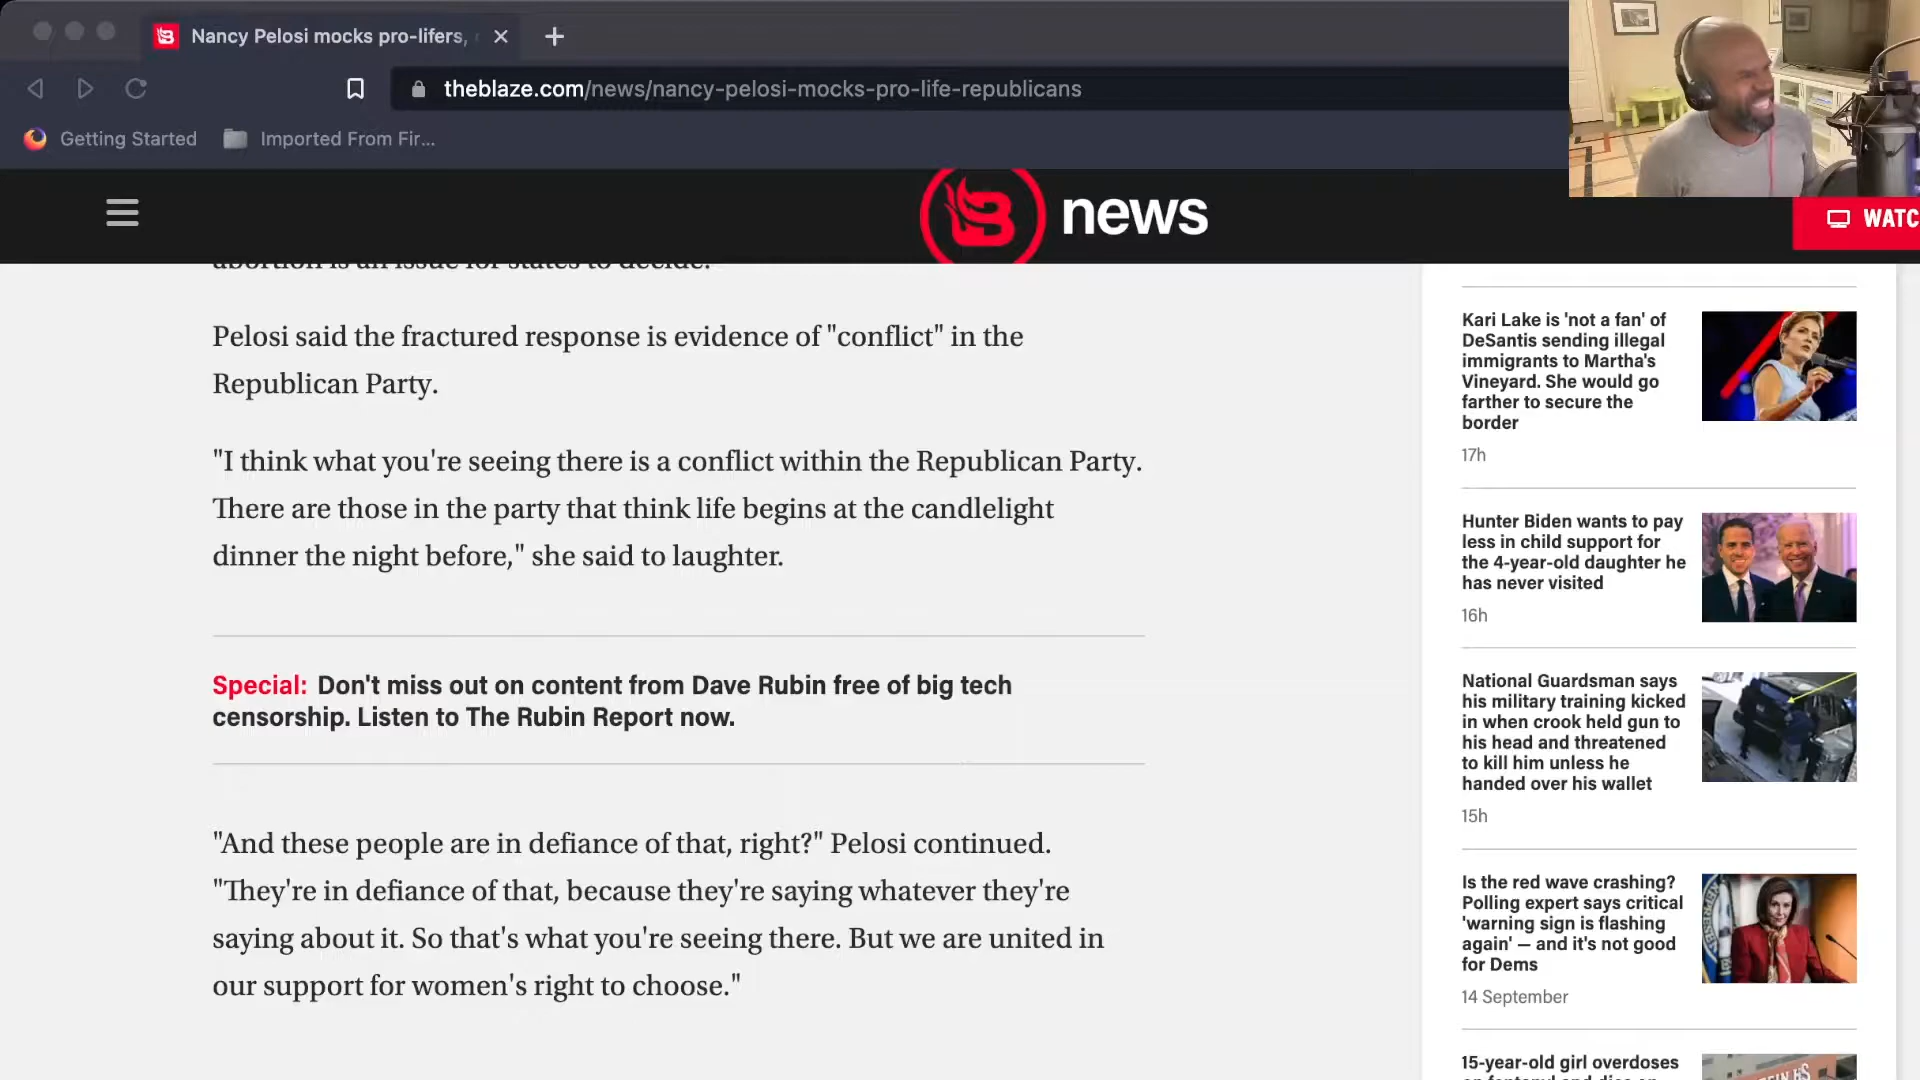 Nancy Pelosi mocks pro-lifers,
theblaze.com/news/nancy-pelosi-mocks-pro-life-republicans
Getting Started
Imported From Fir...
news
WATC
abortion is an issue for states to decide.
Pelosi said the fractured response is evidence of "conflict" in the
Republican Party.
"I think what you're seeing there is a conflict within the Republican Party.
There are those in the party that think life begins at the candlelight
dinner the night before," she said to laughter.
Special: Don't miss out on content from Dave Rubin free of big tech
censorship. Listen to The Rubin Report now.
"And these people are in defiance of that, right?" Pelosi continued.
"They're in defiance of that, because they're saying whatever they're
saying about it. So that's what you're seeing there. But we are united in
our support for women's right to choose."
Kari Lake is 'not a fan' of
DeSantis sending illegal
immigrants to Martha's
Vineyard. She would go
farther to secure the
border
17h
Hunter Biden wants to pay
less in child support for
the 4-year-old daughter he
has never visited
16h
National Guardsman says
his military training kicked
in when crook held gun to
his head and threatened
to kill him unless he
handed over his wallet
15h
Is the red wave crashing?
Polling expert says critical
'warning sign is flashing
again' — and it's not good
for Dems
14 September
15-year-old girl overdoses